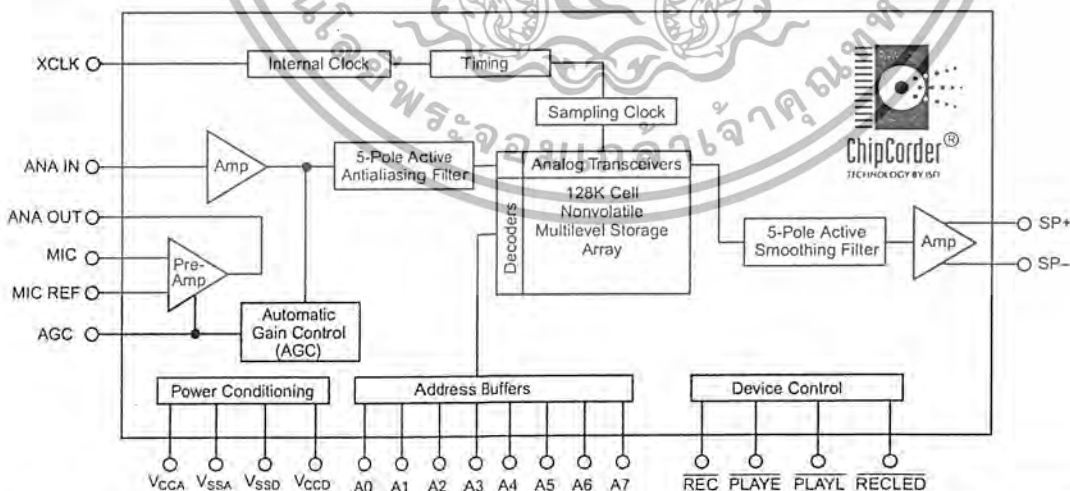 XCLK
Internal Clock
Timing
Sampling Clock
ChipCorder®
TECHNOLOGY BY ISD
ANA IN
Amp
5-Pole Active
Antialiasing Filter
Analog Transceivers
Decoders
128K Cell
Nonvolatile
Multilevel Storage
Array
5-Pole Active
Smoothing Filter
Amp
SP+
SP–
ANA OUT
MIC
Pre-
Amp
MIC REF
AGC
Automatic
Gain Control
(AGC)
Power Conditioning
Address Buffers
Device Control
VCCA VSSA VSSD VCCD A0 A1 A2 A3 A4 A5 A6 A7 REC PLAYE PLAYL RECLED